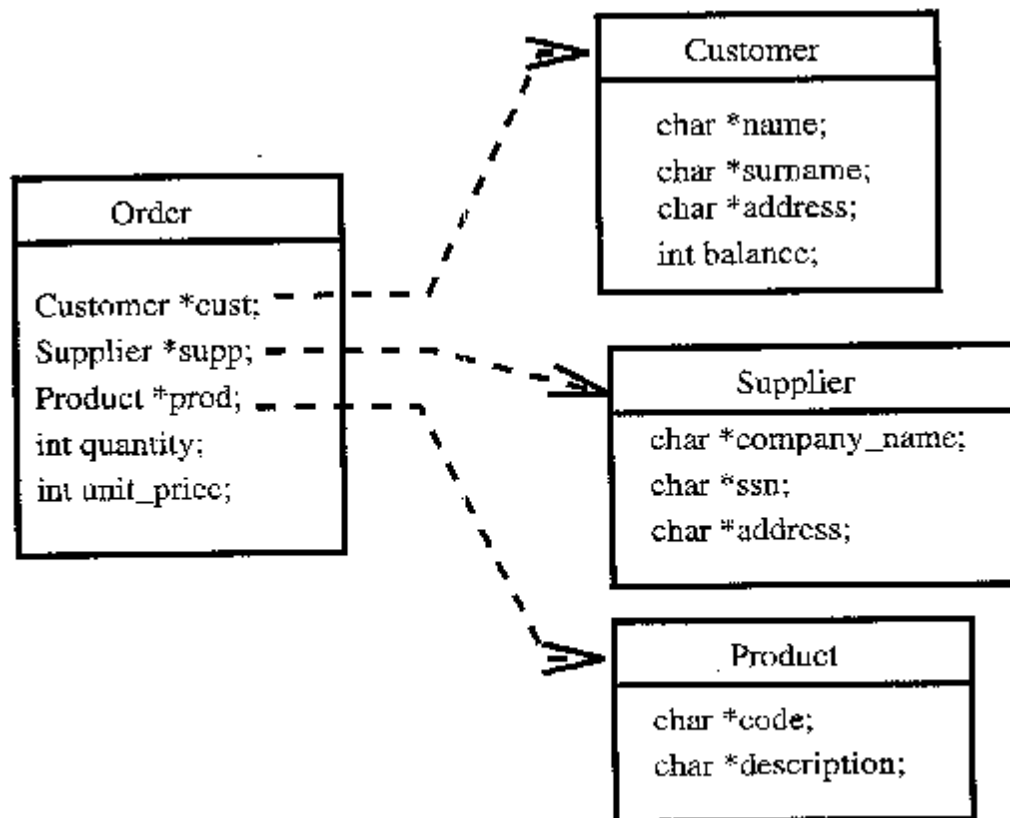 Customer
char *name;
char *surname;
char *address;
int balance;
Order
Customer *cust;
Supplier *supp;
Product *prod;
int quantity;
int unit_price;
Supplier
char *company_name;
char *ssn;
char *address;
Product
char *code;
char *description;